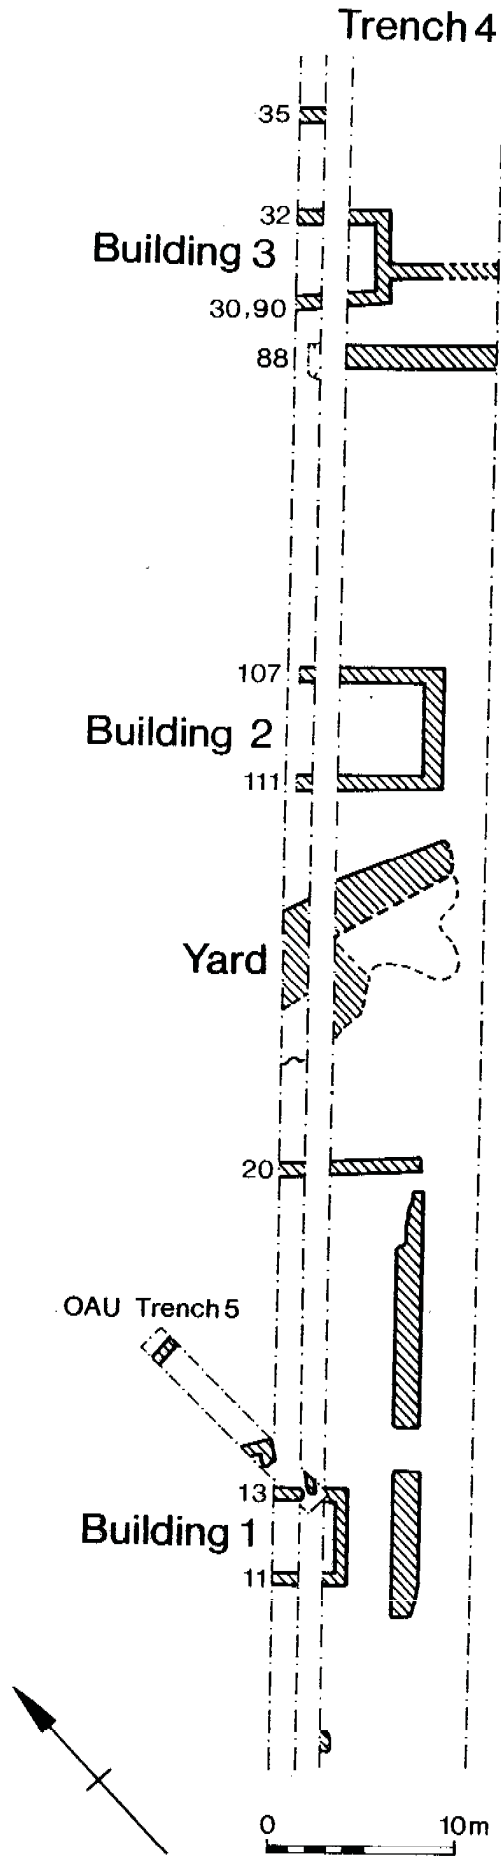 Trench 4
35
32
Building 3
30,90
88
107
Building 2
111
Yard
20
OAU Trench 5
13
Building 1
11
0 10m